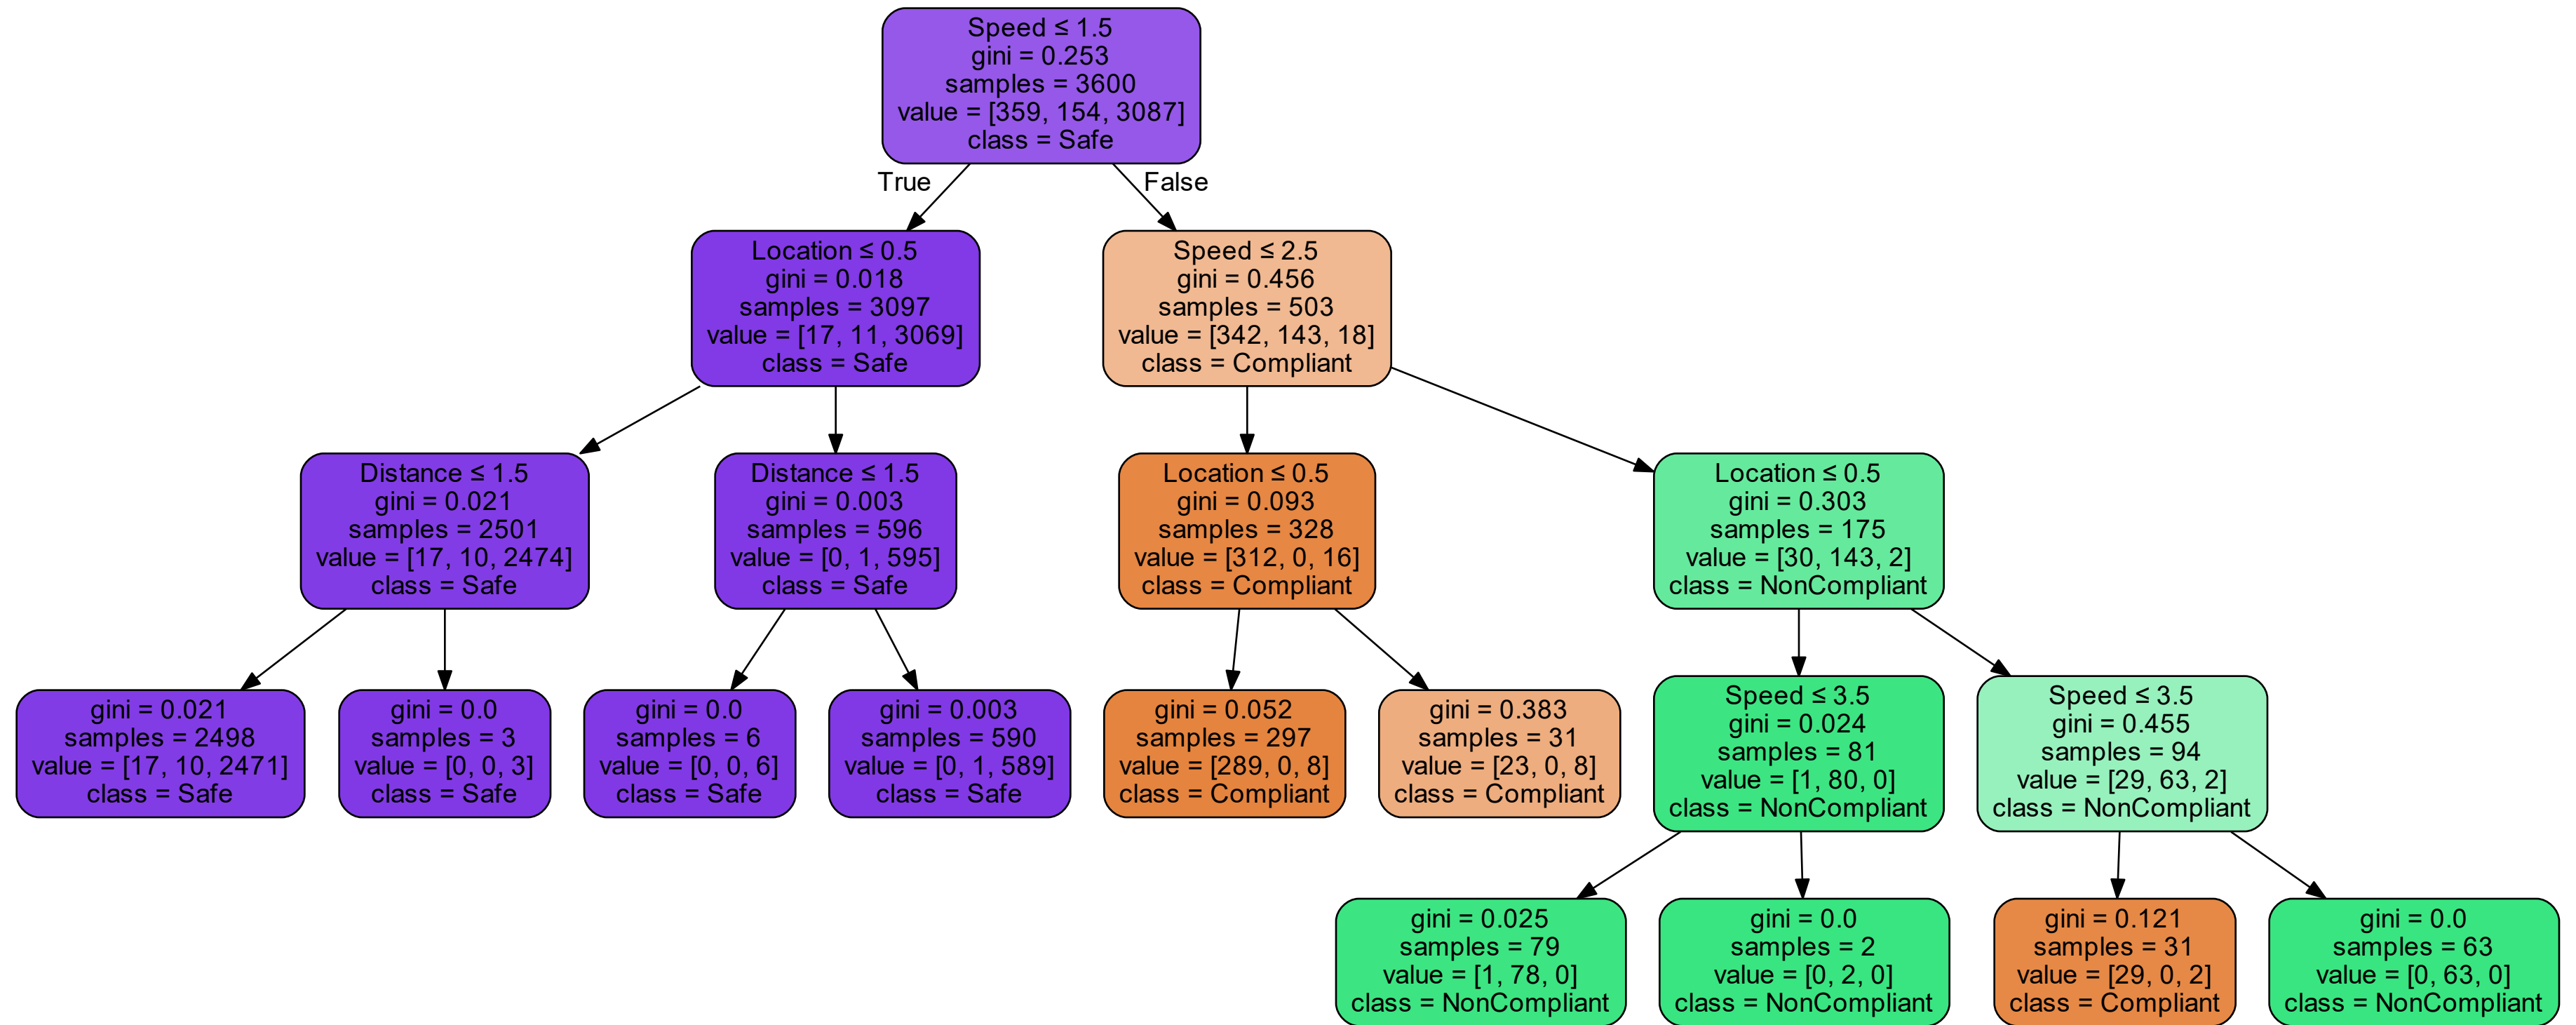 Speed ≤ 1.5
gini = 0.253
samples = 3600
value = [359, 154, 3087]
class = Safe
True
False
Location ≤ 0.5
gini = 0.018
samples = 3097
value = [17, 11, 3069]
class = Safe
Speed ≤ 2.5
gini = 0.456
samples = 503
value = [342, 143, 18]
class = Compliant
Distance ≤ 1.5
gini = 0.021
samples = 2501
value = [17, 10, 2474]
class = Safe
Distance ≤ 1.5
gini = 0.003
samples = 596
value = [0, 1, 595]
class = Safe
Location ≤ 0.5
gini = 0.093
samples = 328
value = [312, 0, 16]
class = Compliant
Location ≤ 0.5
gini = 0.303
samples = 175
value = [30, 143, 2]
class = NonCompliant
gini = 0.021
samples = 2498
value = [17, 10, 2471]
class = Safe
gini = 0.0
samples = 3
value = [0, 0, 3]
class = Safe
gini = 0.0
samples = 6
value = [0, 0, 6]
class = Safe
gini = 0.003
samples = 590
value = [0, 1, 589]
class = Safe
gini = 0.052
samples = 297
value = [289, 0, 8]
class = Compliant
gini = 0.383
samples = 31
value = [23, 0, 8]
class = Compliant
Speed ≤ 3.5
gini = 0.024
samples = 81
value = [1, 80, 0]
class = NonCompliant
Speed ≤ 3.5
gini = 0.455
samples = 94
value = [29, 63, 2]
class = NonCompliant
gini = 0.025
samples = 79
value = [1, 78, 0]
class = NonCompliant
gini = 0.0
samples = 2
value = [0, 2, 0]
class = NonCompliant
gini = 0.121
samples = 31
value = [29, 0, 2]
class = Compliant
gini = 0.0
samples = 63
value = [0, 63, 0]
class = NonCompliant